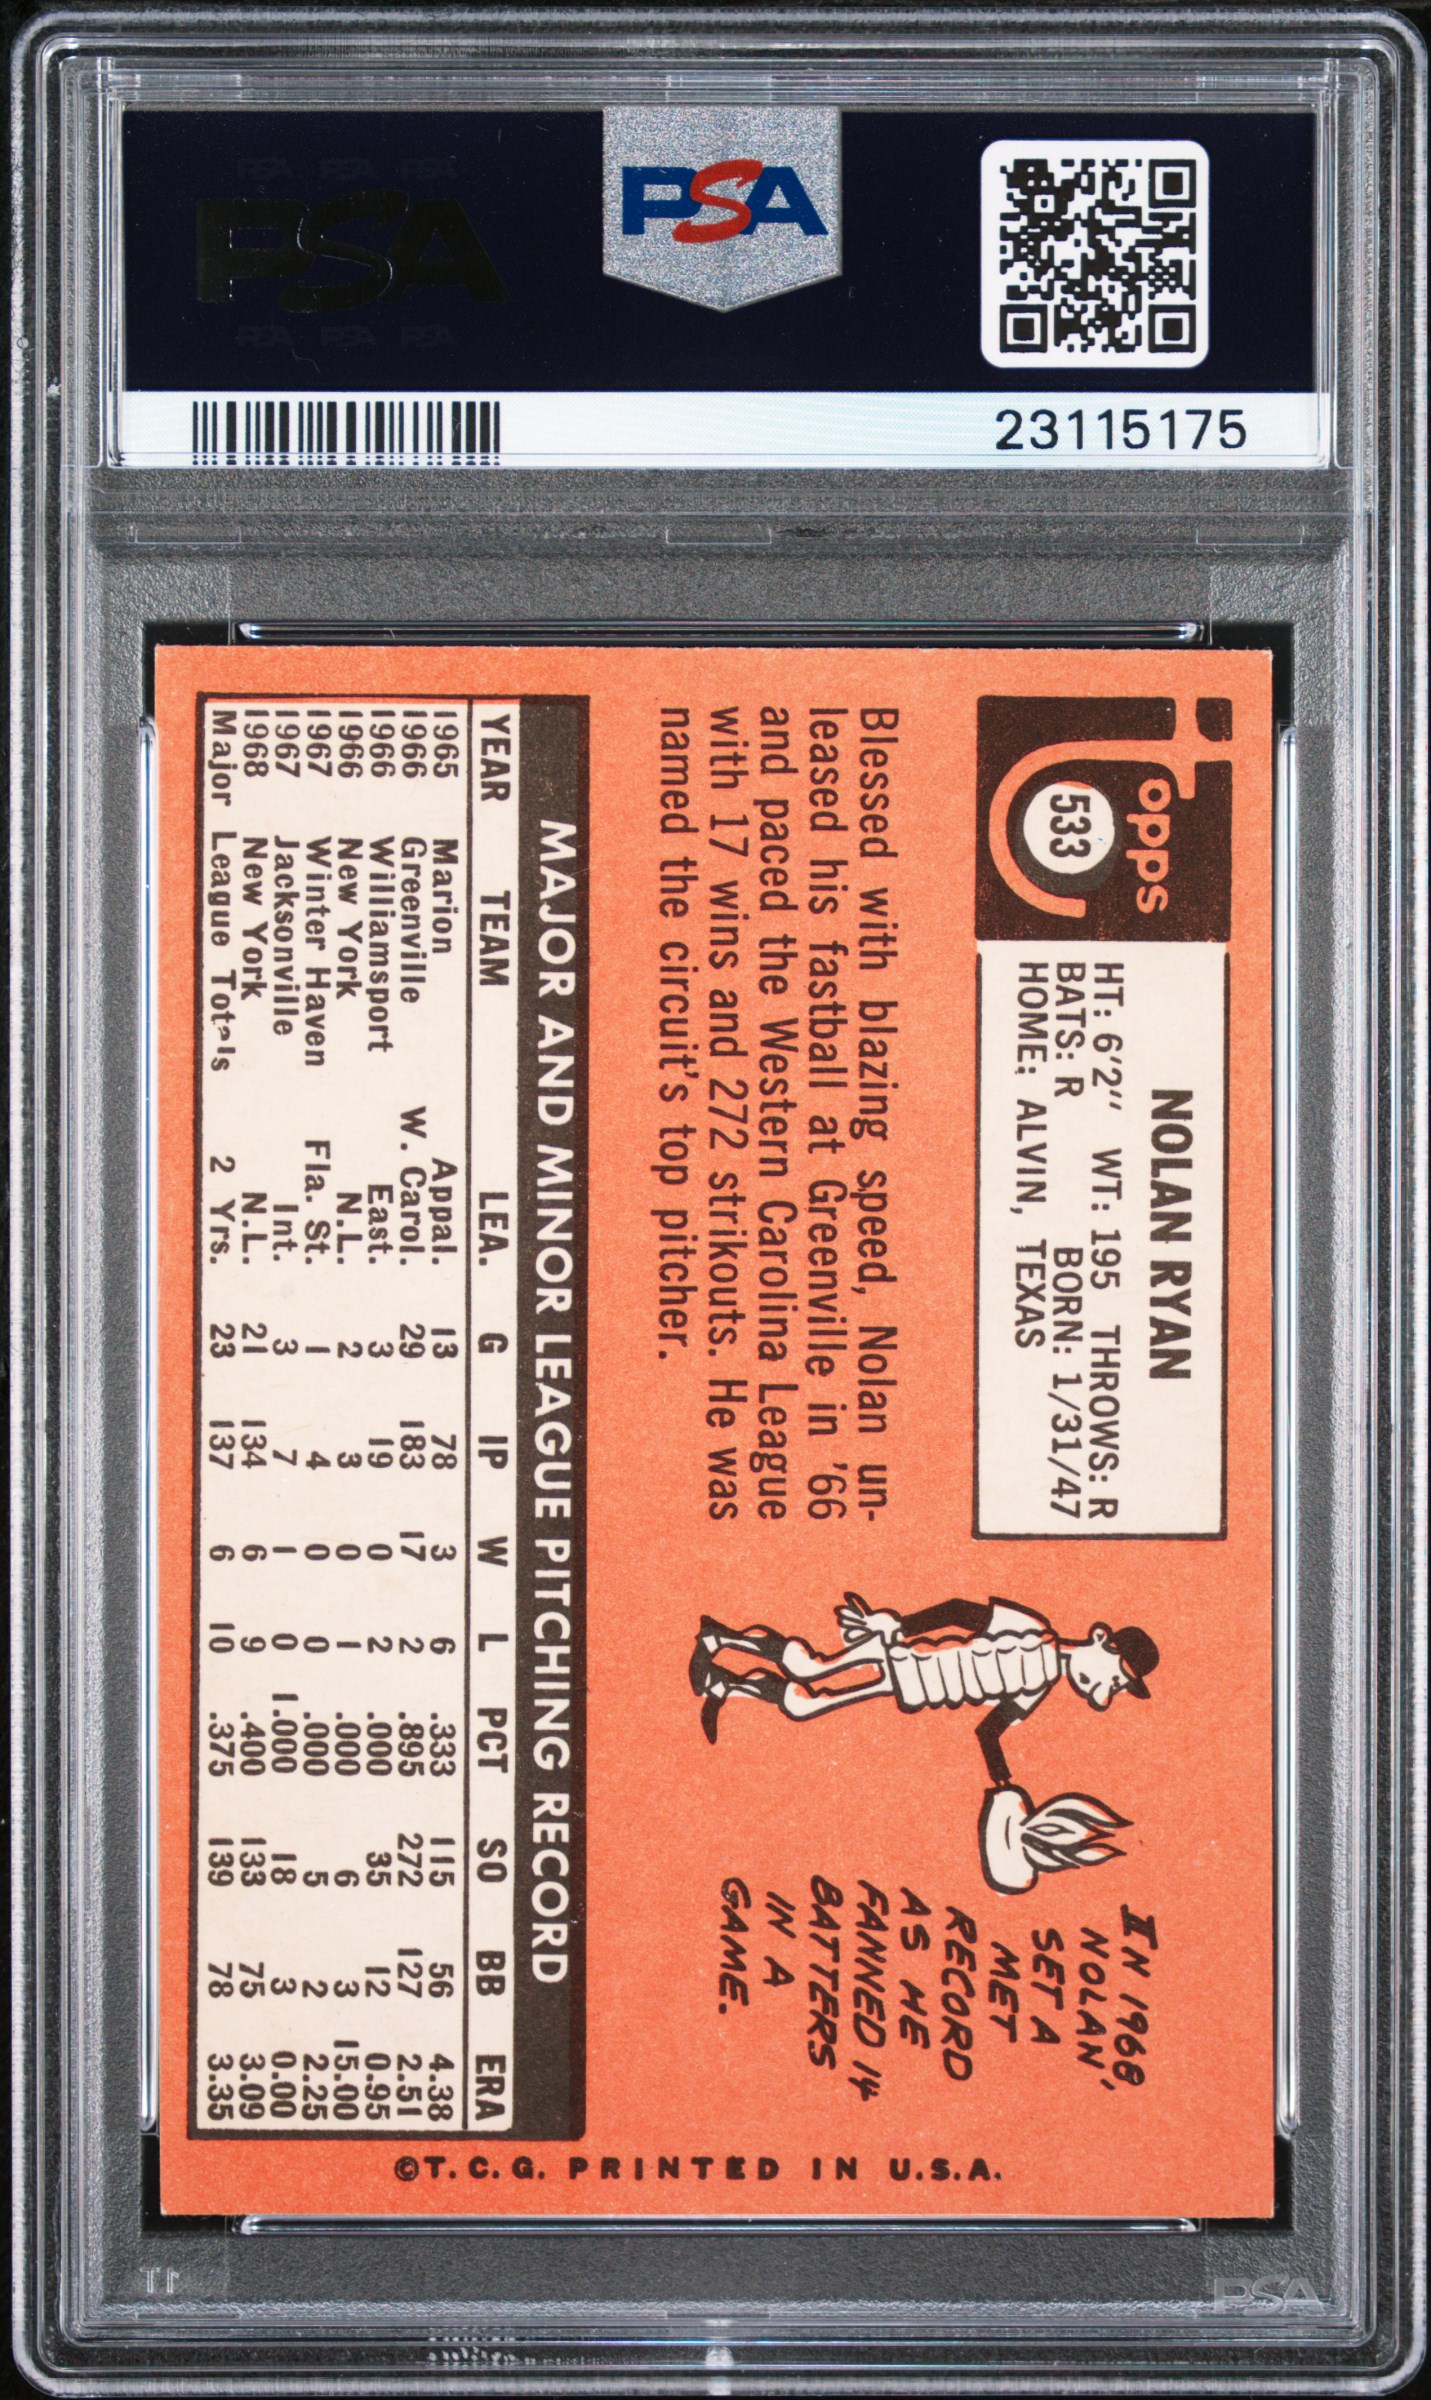 PSA PSA PSA
PSA
PSA PSA PSA
PSA
23115175
Topps
533
NOLAN RYAN
HT: 6'2" WT: 195 THROWS: R
BATS: R BORN: 1/31/47
HOME: ALVIN, TEXAS
Blessed with blazing speed, Nolan un-
leased his fastball at Greenville in '66
and paced the Western Carolina League
with 17 wins and 272 strikouts. He was
named the circuit's top pitcher.
IN 1968,
NOLAN
SET A
MET
RECORD
AS HE
FANNED 14
BATTERS
IN A
GAME.
MAJOR AND MINOR LEAGUE PITCHING RECORD
YEAR TEAM LEA. G IP W L PCT SO BB ERA
1965 Marion Appal. 13 78 3 6 .333 115 56 4.38
1966 Greenville W. Carol. 29 183 17 2 .895 272 127 2.51
1966 Williamsport East. 3 19 0 2 .000 35 12 0.95
1966 New York N.L. 2 3 0 1 .000 6 3 15.00
1967 Winter Haven Fla. St. 1 4 0 0 .000 5 2 2.25
1967 Jacksonville Int. 3 7 1 0 1.000 18 3 0.00
1968 New York N.L. 21 134 6 9 .400 133 75 3.09
Major League Totals 2 Yrs. 23 137 6 10 .375 139 78 3.35
©T.C.G. PRINTED IN U.S.A.
PSA